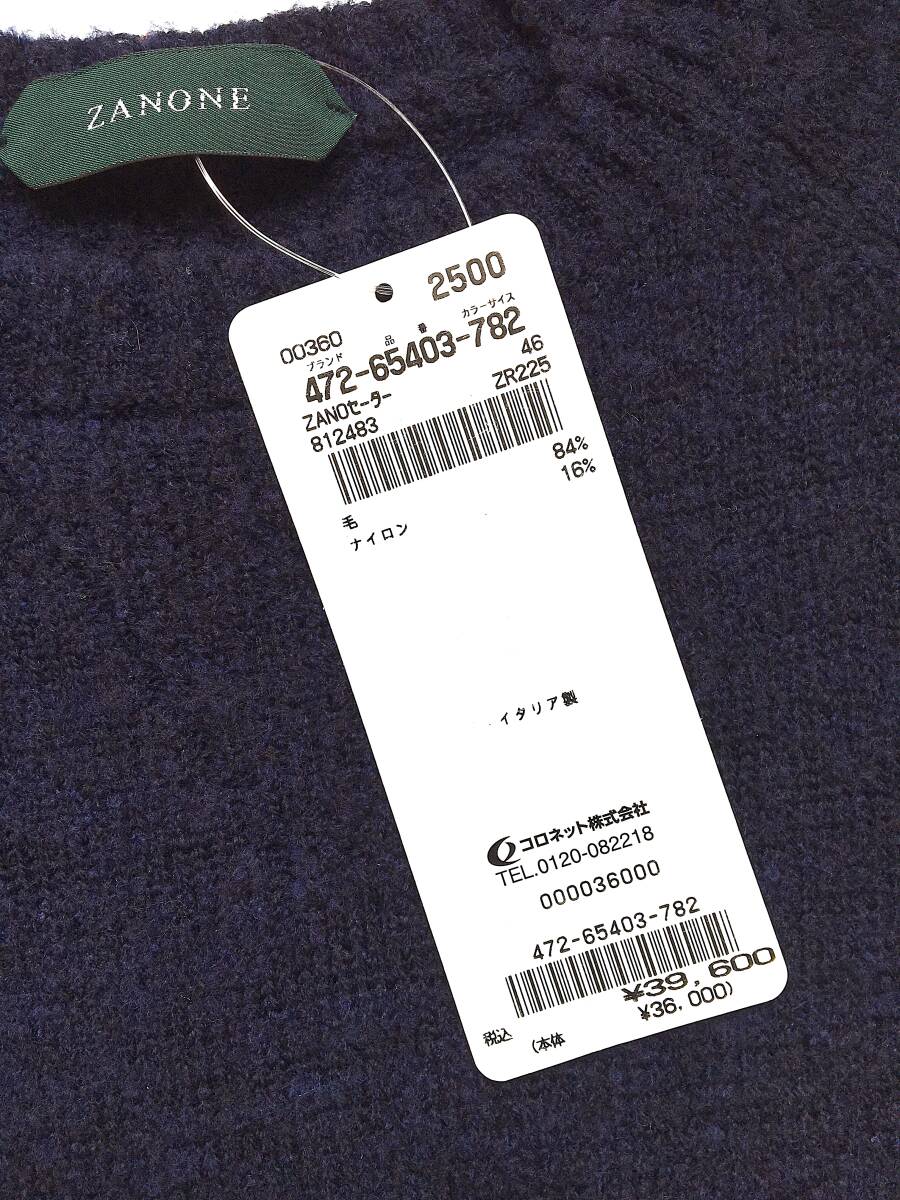 ZANONE
2500
00360
ブランド 品番 カラーサイズ
472-65403-782
ZANOセーター 46
812483 ZR225
毛 84%
ナイロン 16%
イタリア製
コロネット株式会社
TEL.0120-082218
000036000
472-65403-782
税込 ¥39,600
(本体 ¥36,000)